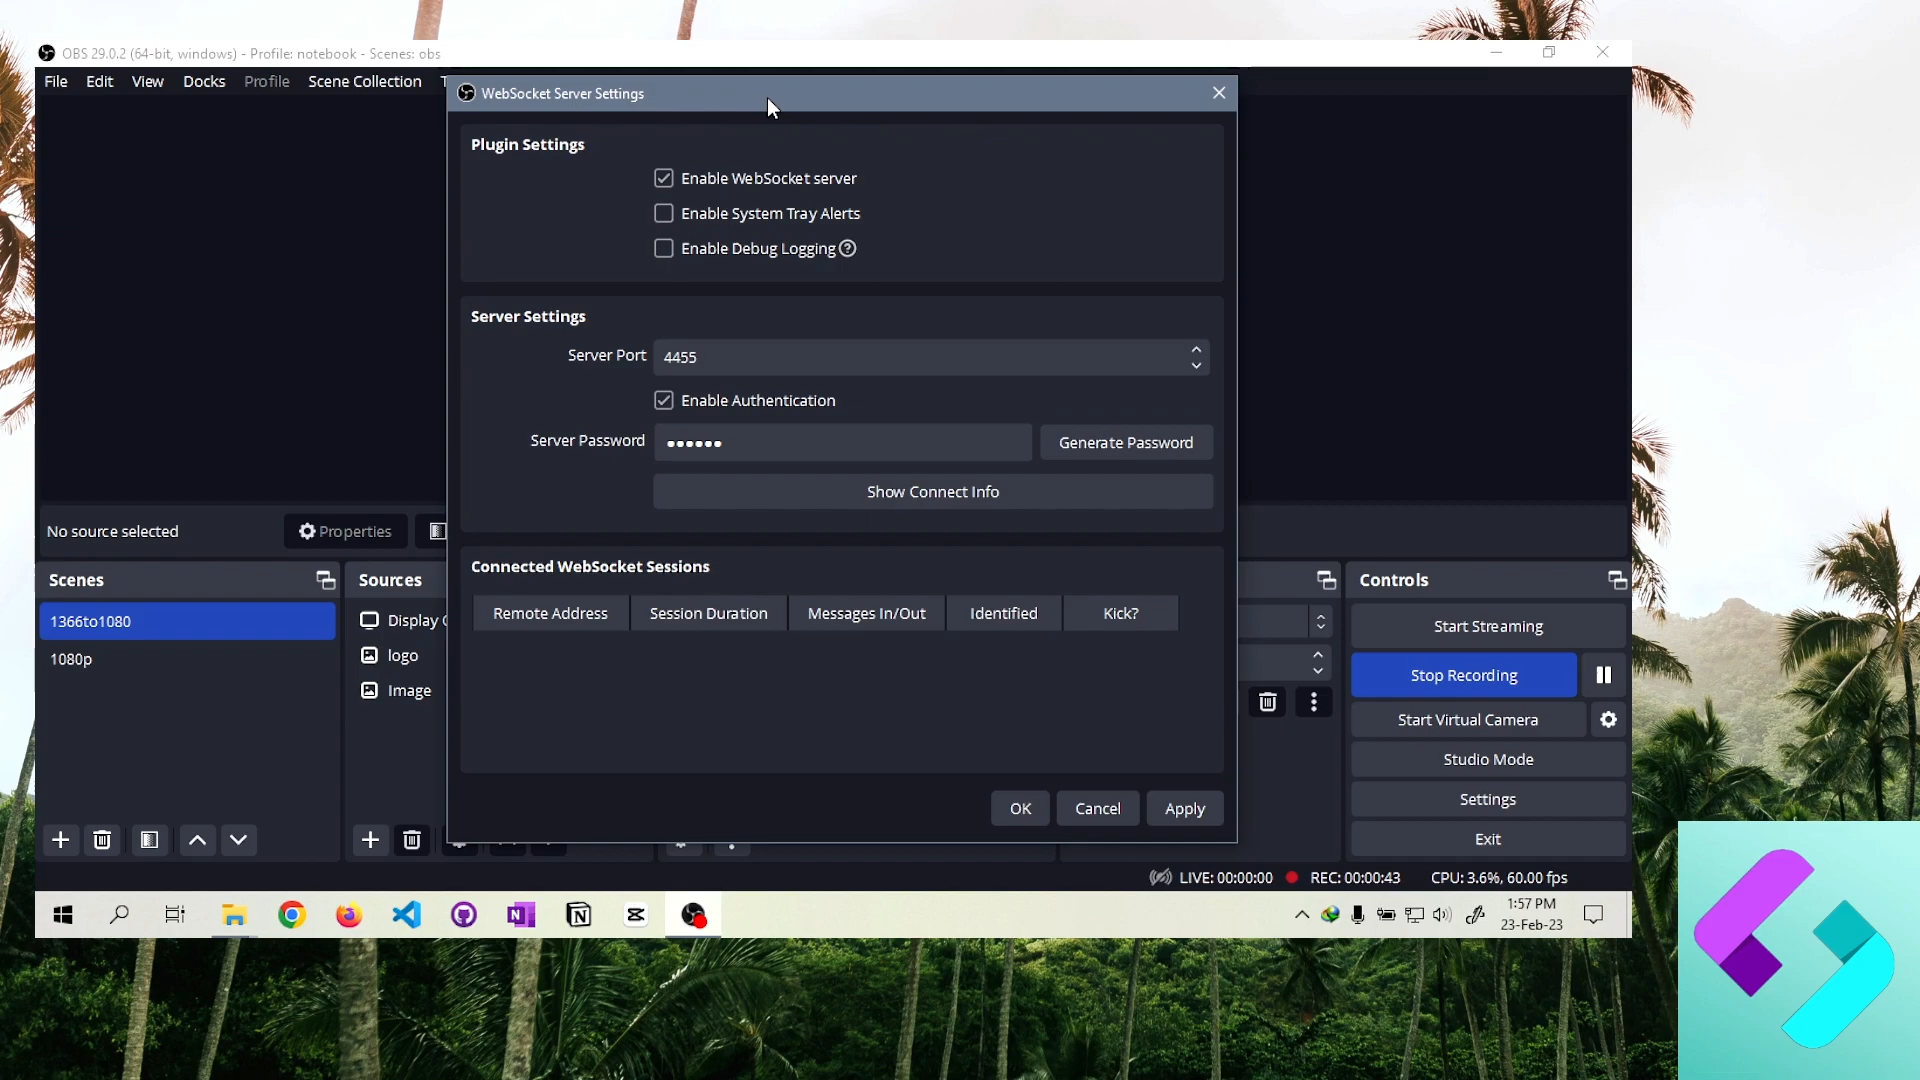 OBS 29.0.2 (64-bit, windows) - Profile: notebook - Scenes: obs
File Edit View Docks Profile Scene Collection
WebSocket Server Settings
Plugin Settings
Enable WebSocket server
Enable System Tray Alerts
Enable Debug Logging
Server Settings
Server Port 4455
Enable Authentication
Server Password ●●●●●● Generate Password
Show Connect Info
No source selected Properties
Connected WebSocket Sessions
Remote Address Session Duration Messages In/Out Identified Kick?
Scenes
1366to1080
1080p
Sources
Display
logo
Image
Controls
Start Streaming
Stop Recording
Start Virtual Camera
Studio Mode
Settings
Exit
OK Cancel Apply
LIVE: 00:00:00 REC: 00:00:43 CPU: 3.6%, 60.00 fps
1:57 PM
23-Feb-23